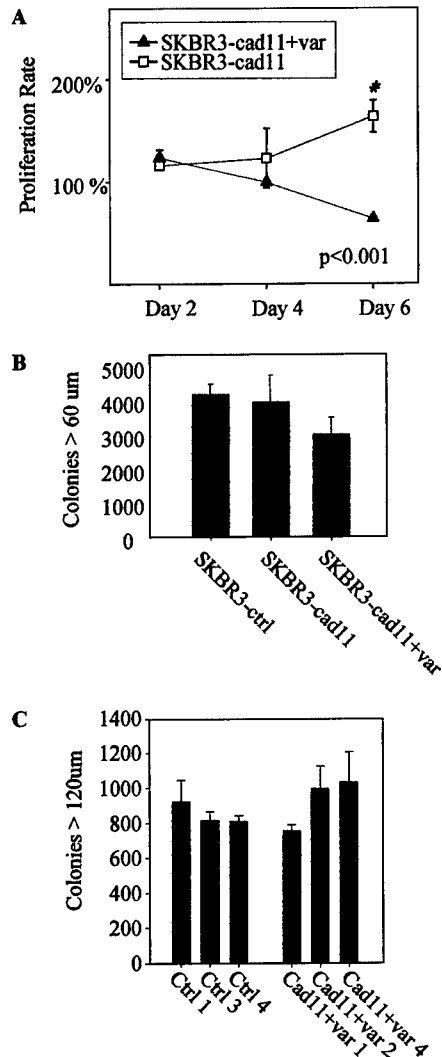 A
SKBR3-cad11+var
SKBR3-cad11
Proliferation Rate
200%
100 %
#
p<0.001
Day 2
Day 4
Day 6
B
Colonies > 60 um
5000
4000
3000
2000
1000
0
SKBR3-ctrl
SKBR3-cad11
SKBR3-cad11+var
C
Colonies > 120um
1400
1200
1000
800
600
400
200
0
Ctrl 1
Ctrl 3
Ctrl 4
Cad11+var 1
Cad11+var 2
Cad11+var 4